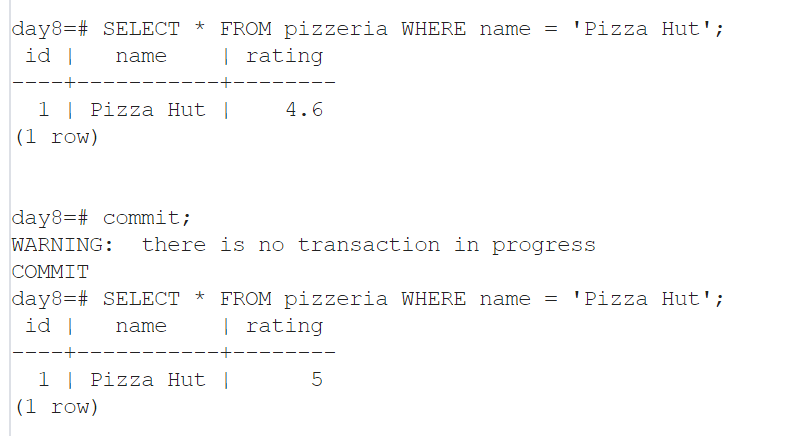 day8=# SELECT * FROM pizzeria WHERE name = 'Pizza Hut';
 id |   name    | rating
----+-----------+--------
  1 | Pizza Hut |    4.6
(1 row)
day8=# commit;
WARNING:  there is no transaction in progress
COMMIT
day8=# SELECT * FROM pizzeria WHERE name = 'Pizza Hut';
 id |   name    | rating
----+-----------+--------
  1 | Pizza Hut |      5
(1 row)